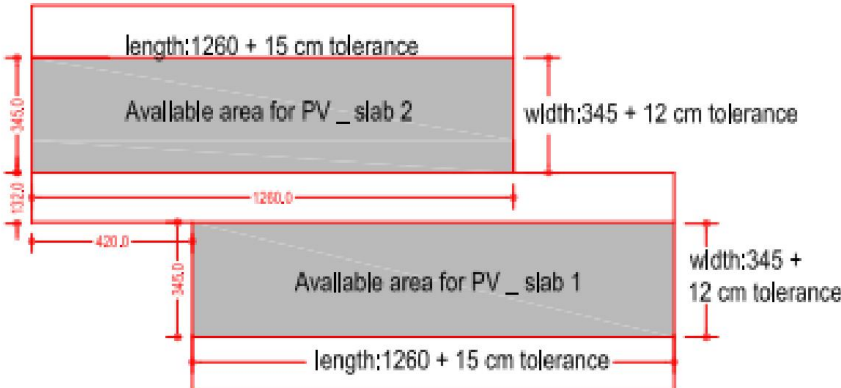 length:1260 + 15 cm tolerance
345.0
Available area for PV _ slab 2
width:345 + 12 cm tolerance
132.0
1260.0
420.0
345.0
Available area for PV _ slab 1
width:345 +
12 cm tolerance
length:1260 + 15 cm tolerance